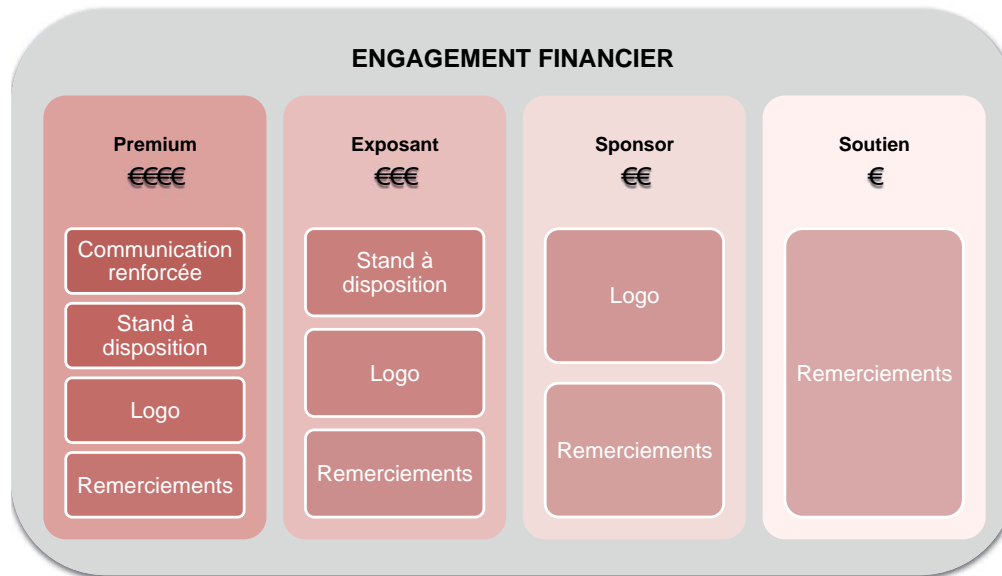 ENGAGEMENT FINANCIER
Premium
€€€€
Communication
renforcée
Stand à
disposition
Logo
Remerciements
Exposant
€€€
Stand à
disposition
Logo
Remerciements
Sponsor
€€
Logo
Remerciements
Soutien
€
Remerciements